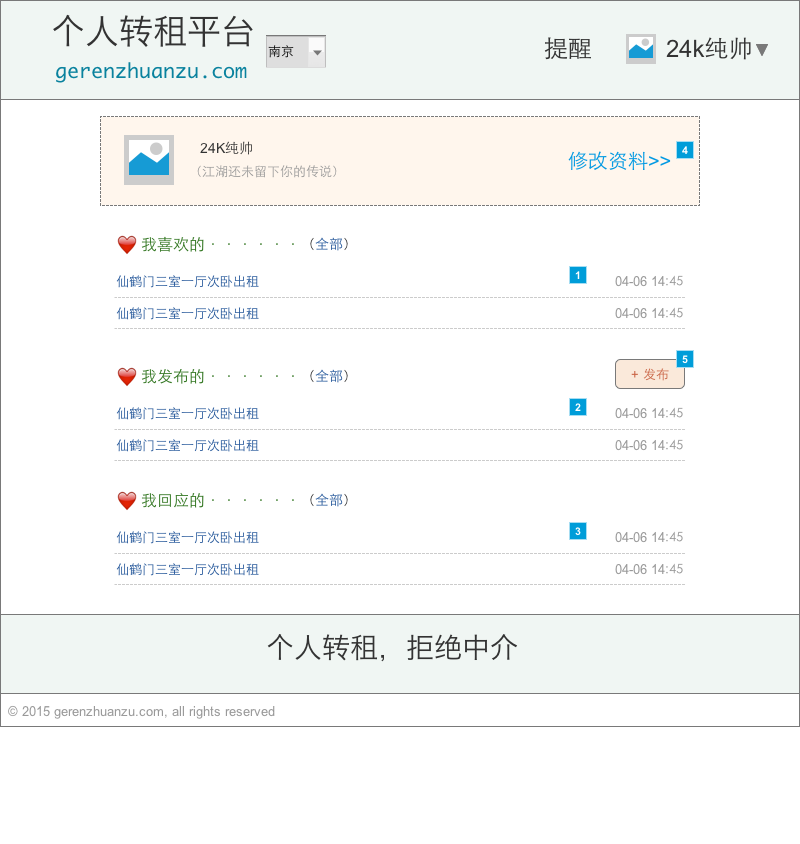 个人转租平台
gerenzhuanzu.com
南京
提醒
24k纯帅▼
24K纯帅
（江湖还未留下你的传说）
修改资料>>
4
我喜欢的· · · · · ·（全部）
仙鹤门三室一厅次卧出租
1
04-06 14:45
仙鹤门三室一厅次卧出租
04-06 14:45
我发布的· · · · · ·（全部）
+ 发布
5
仙鹤门三室一厅次卧出租
2
04-06 14:45
仙鹤门三室一厅次卧出租
04-06 14:45
我回应的· · · · · ·（全部）
仙鹤门三室一厅次卧出租
3
04-06 14:45
仙鹤门三室一厅次卧出租
04-06 14:45
个人转租，拒绝中介
© 2015 gerenzhuanzu.com, all rights reserved